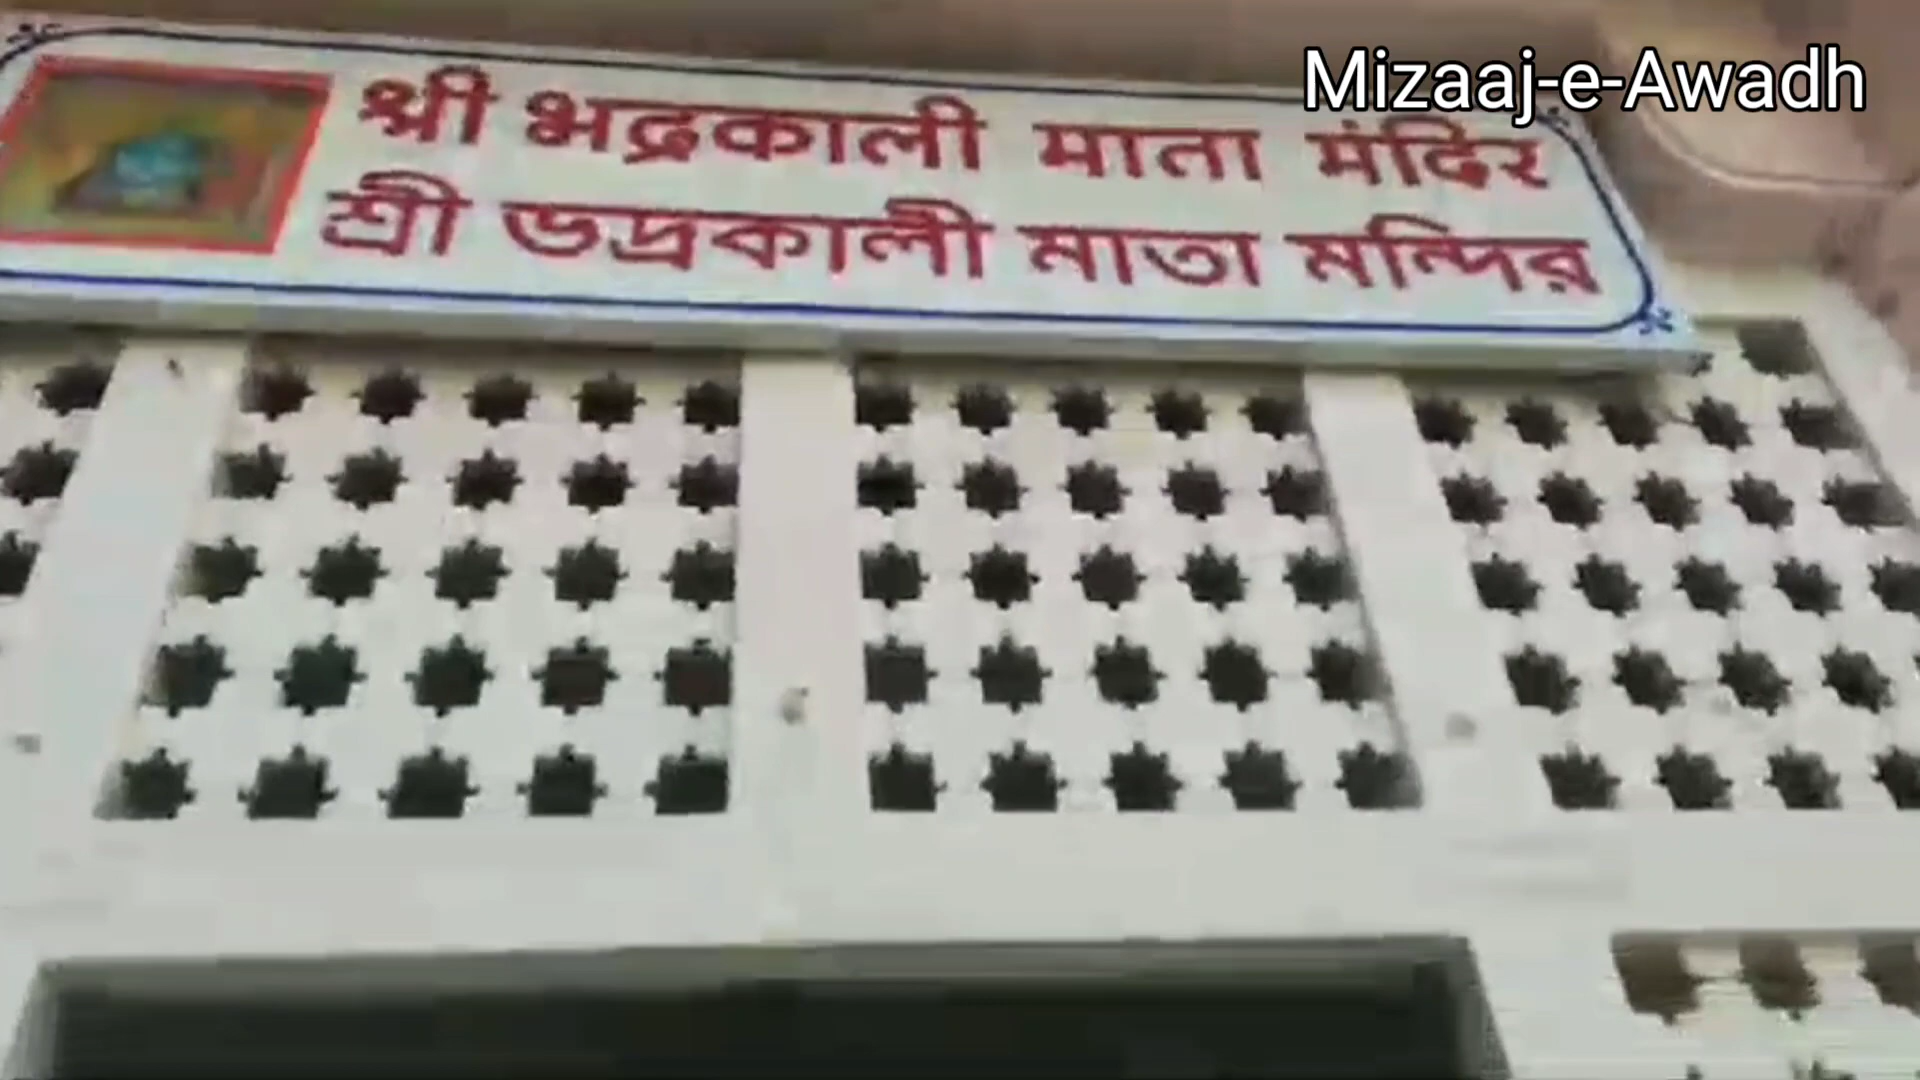 Mizaaj-e-Awadh
श्री भद्रकाली माता मंदिर
শ্রী ভদ্রকালী মাতা মন্দির